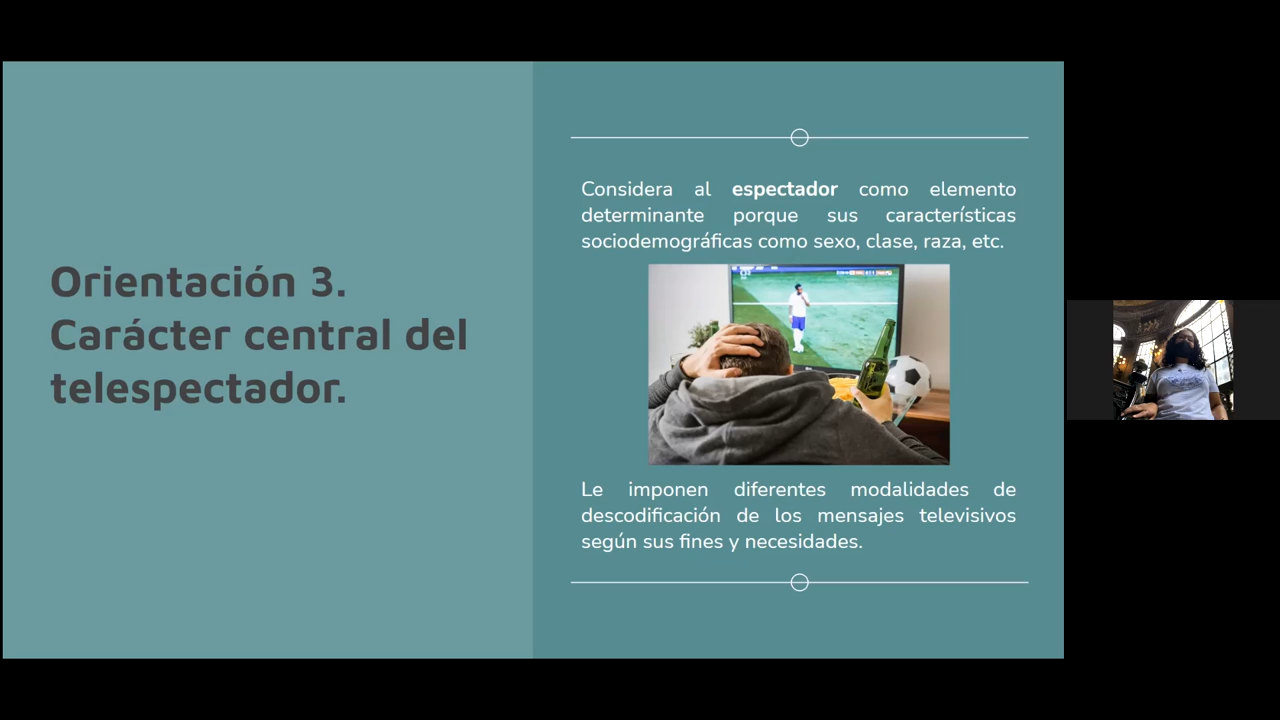 Orientación 3.
Carácter central del
telespectador.
Considera al espectador como elemento
determinante porque sus características
sociodemográficas como sexo, clase, raza, etc.
Le imponen diferentes modalidades de
descodificación de los mensajes televisivos
según sus fines y necesidades.